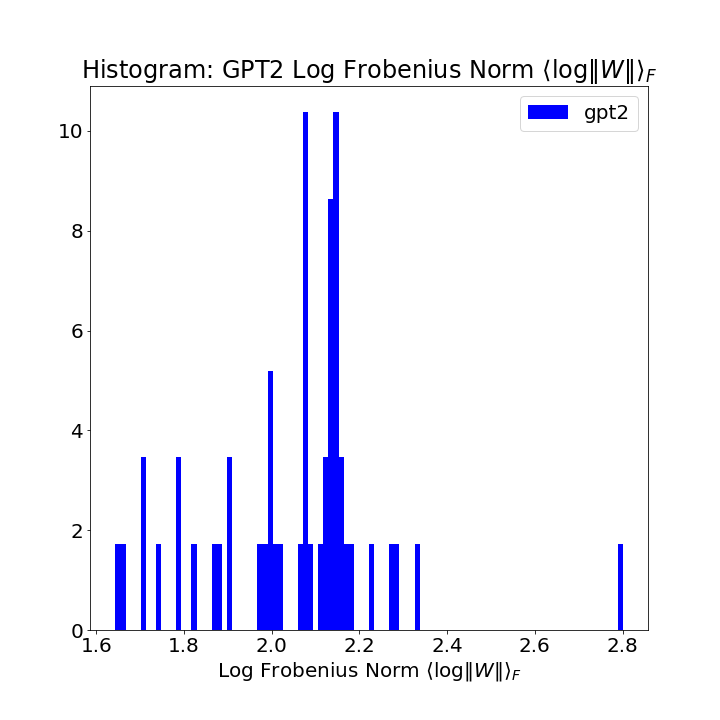 Histogram: GPT2 Log Frobenius Norm ⟨log∥W∥⟩F
gpt2
10
8
6
4
2
0
1.6 1.8 2.0 2.2 2.4 2.6 2.8
Log Frobenius Norm ⟨log∥W∥⟩F